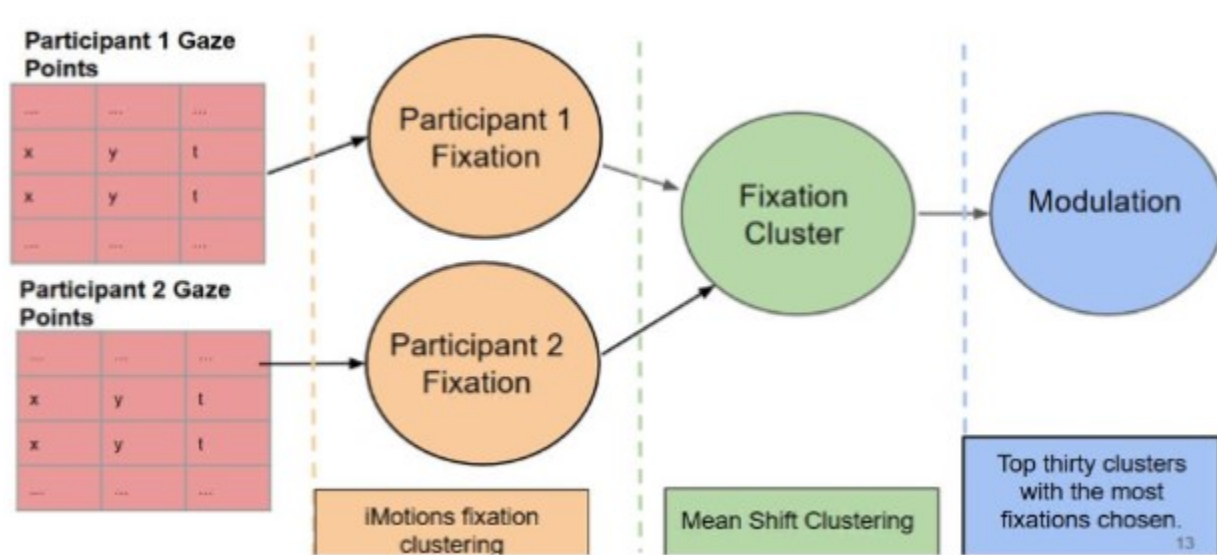 Participant 1 Gaze
Points
... ... ...
x y t
x y t
... ... ...
Participant 2 Gaze
Points
... ... ...
x y t
x y t
... ... ...
Participant 1
Fixation
Participant 2
Fixation
iMotions fixation
clustering
Fixation
Cluster
Mean Shift Clustering
Modulation
Top thirty clusters
with the most
fixations chosen.
13